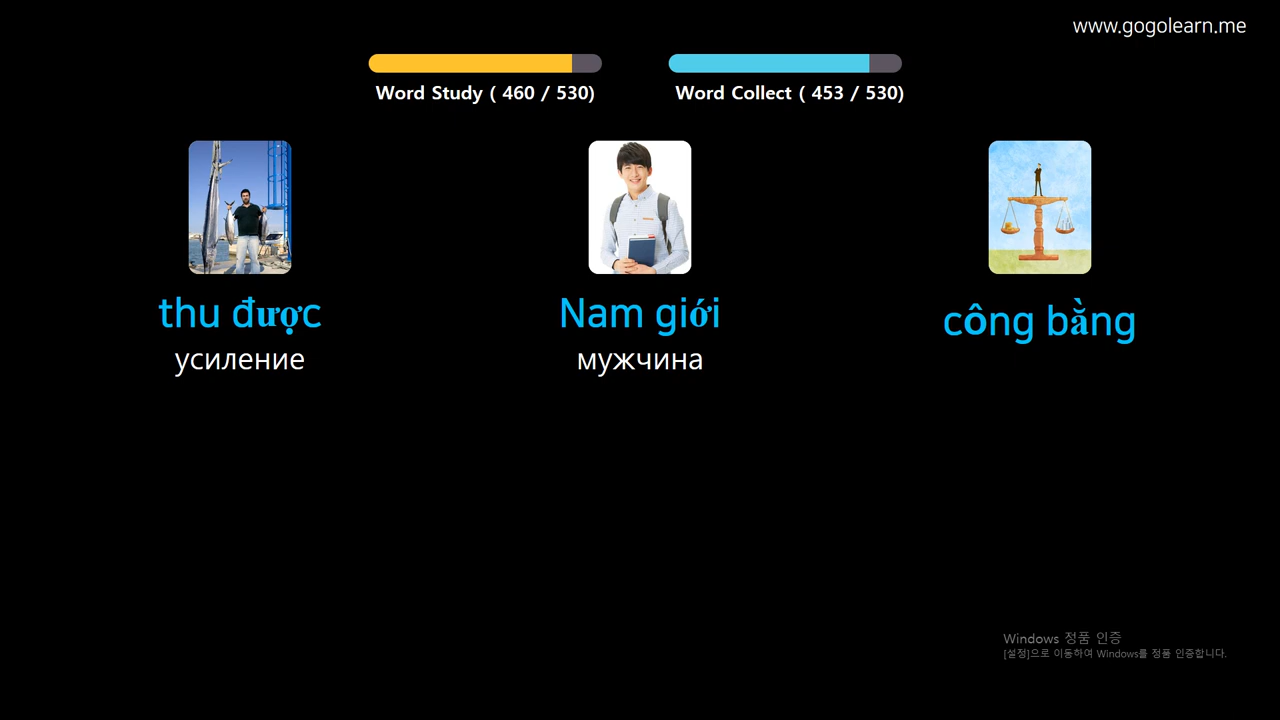 www.gogolearn.me
Word Study ( 460 / 530)
Word Collect ( 453 / 530)
thu được
Nam giới
công bằng
усиление
мужчина
Windows 정품 인증
[설정]으로 이동하여 Windows를 정품 인증합니다.